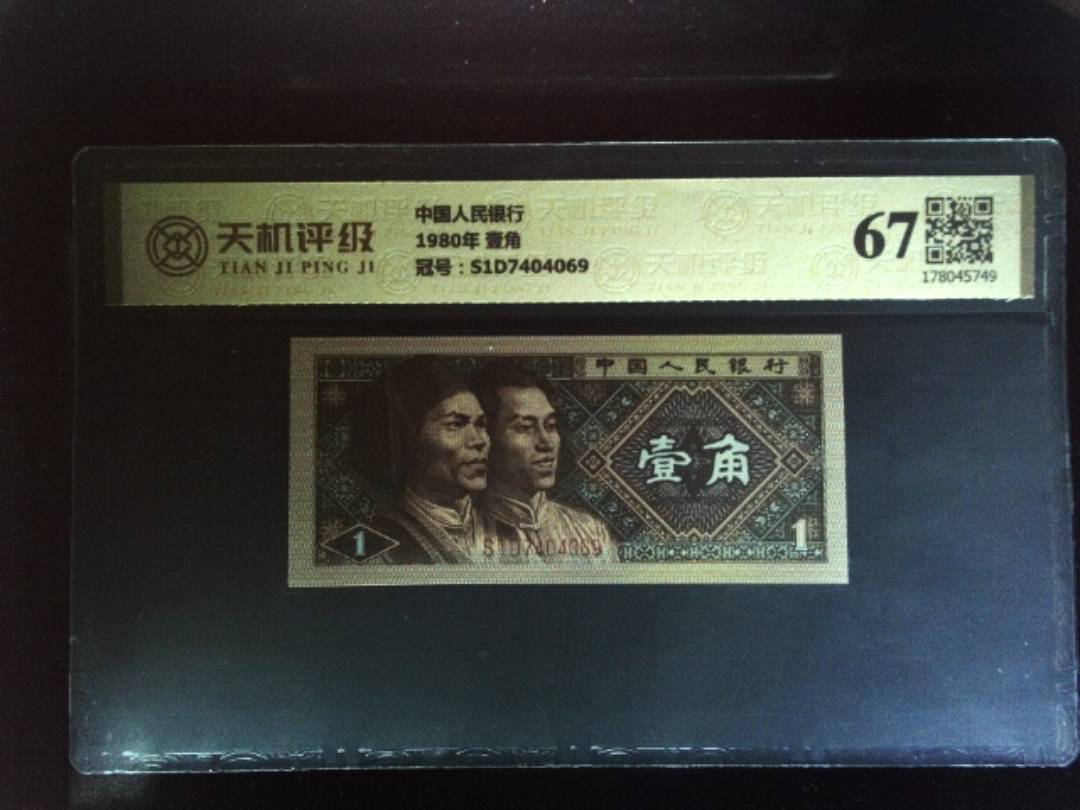 天机评级
TIAN JI PING JI
中国人民银行
1980年 壹角
冠号：S1D7404069
67
178045749
中国人民银行
壹角
1
S1D7404069
1